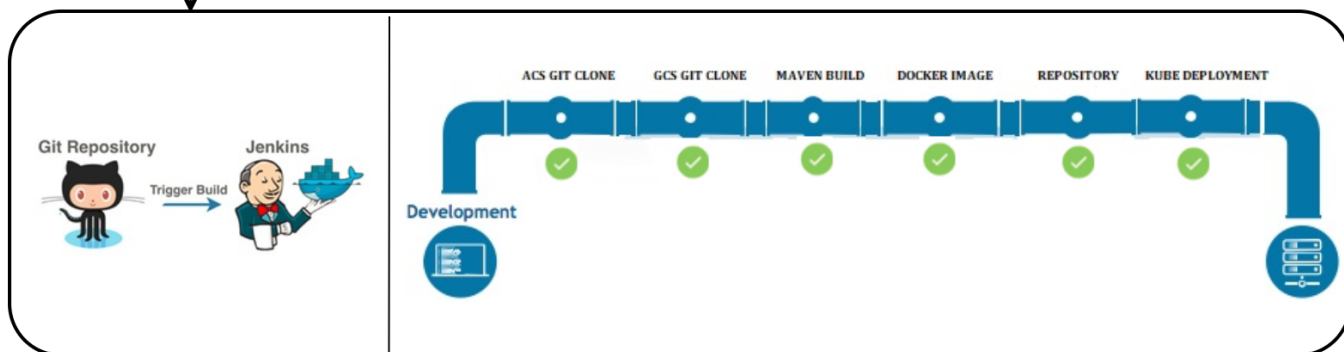 ACS GIT CLONE
GCS GIT CLONE
MAVEN BUILD
DOCKER IMAGE
REPOSITORY
KUBE DEPLOYMENT
Git Repository
Jenkins
Trigger Build
Development